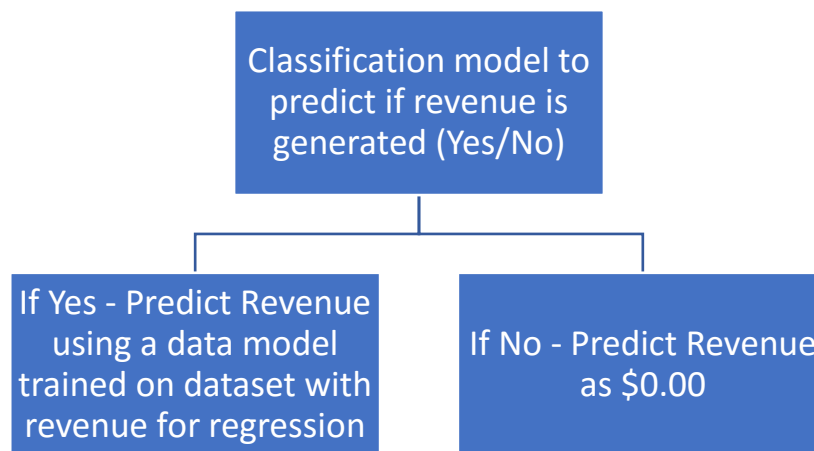 Classification model to
predict if revenue is
generated (Yes/No)
If Yes - Predict Revenue
using a data model
trained on dataset with
revenue for regression
If No - Predict Revenue
as $0.00